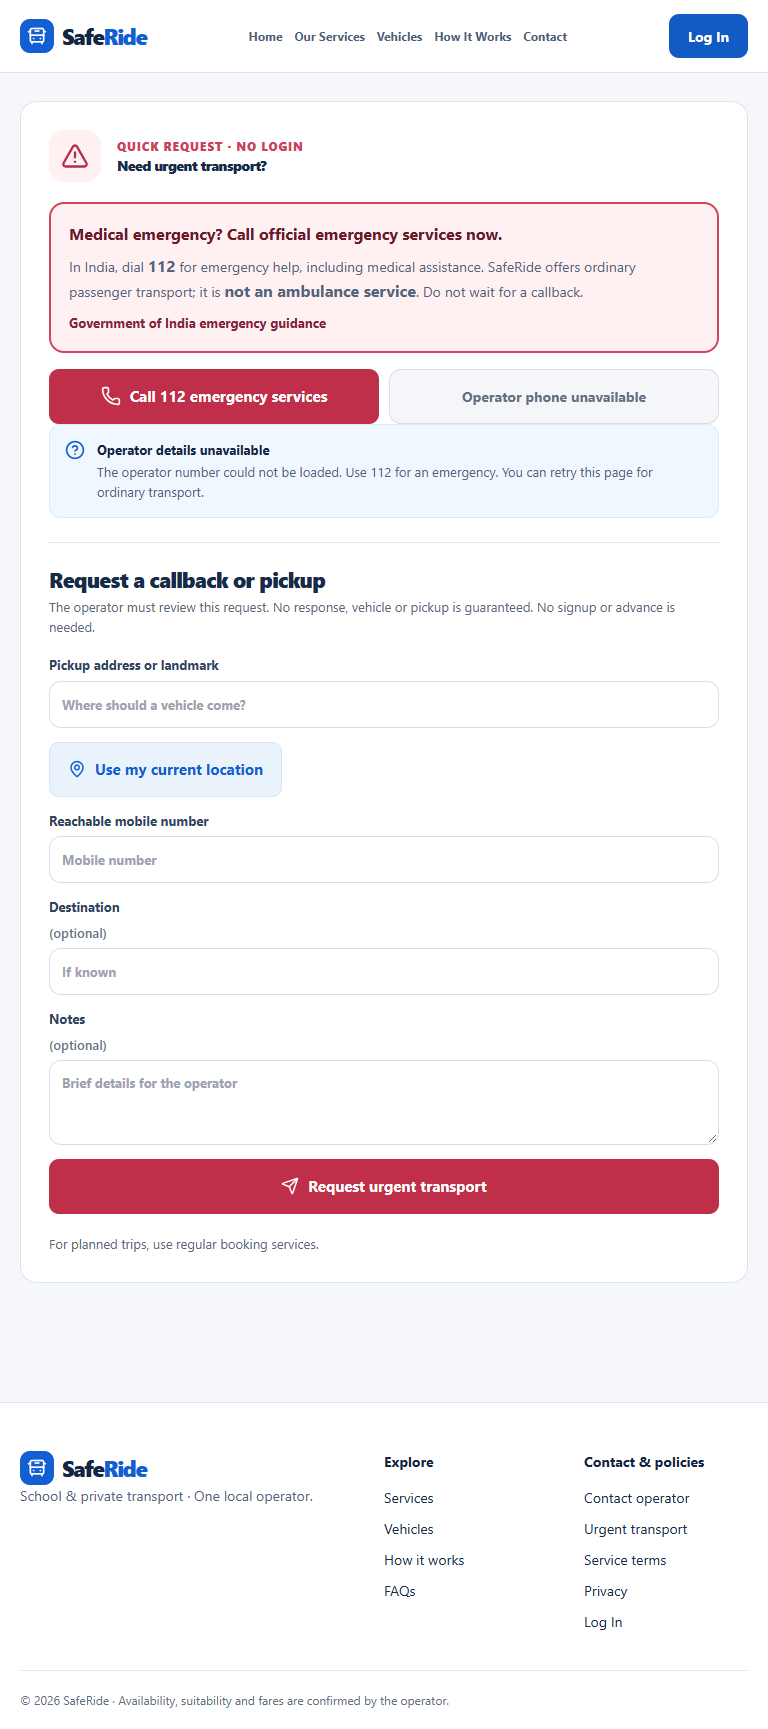 SafeRide
Home Our Services Vehicles How It Works Contact
Log In
QUICK REQUEST · NO LOGIN
Need urgent transport?
Medical emergency? Call official emergency services now.
In India, dial 112 for emergency help, including medical assistance. SafeRide offers ordinary
passenger transport; it is not an ambulance service. Do not wait for a callback.
Government of India emergency guidance
Call 112 emergency services
Operator phone unavailable
Operator details unavailable
The operator number could not be loaded. Use 112 for an emergency. You can retry this page for
ordinary transport.
Request a callback or pickup
The operator must review this request. No response, vehicle or pickup is guaranteed. No signup or advance is
needed.
Pickup address or landmark
Where should a vehicle come?
Use my current location
Reachable mobile number
Mobile number
Destination
(optional)
If known
Notes
(optional)
Brief details for the operator
Request urgent transport
For planned trips, use regular booking services.
SafeRide
School & private transport · One local operator.
Explore
Services
Vehicles
How it works
FAQs
Contact & policies
Contact operator
Urgent transport
Service terms
Privacy
Log In
© 2026 SafeRide · Availability, suitability and fares are confirmed by the operator.